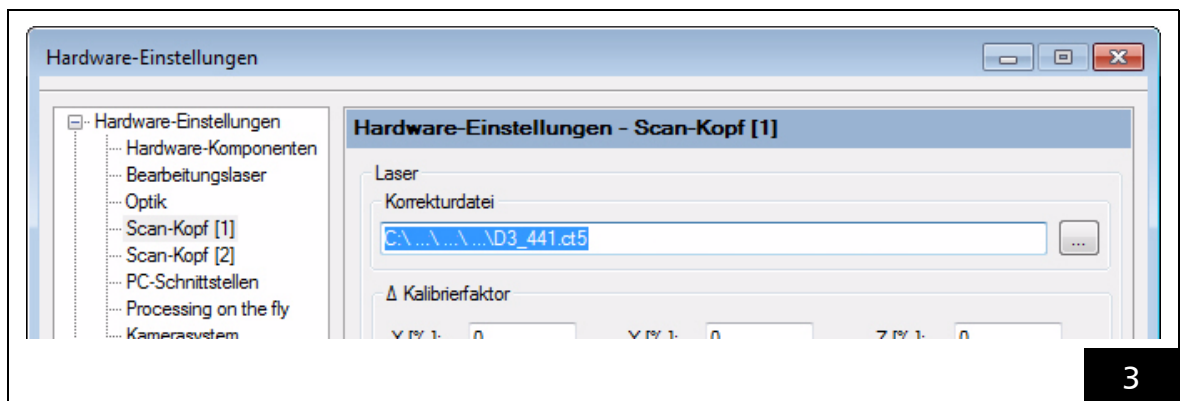 Hardware-Einstellungen
Hardware-Einstellungen
Hardware-Komponenten
Bearbeitungslaser
Optik
Scan-Kopf [1]
Scan-Kopf [2]
PC-Schnittstellen
Processing on the fly
Kamerasystem
Hardware-Einstellungen - Scan-Kopf [1]
Laser
Korrekturdatei
C:\ ...\ ...\ ...\D3_441.ct5
...
Δ Kalibrierfaktor
X [% ]: 0 Y [% ]: 0 Z [% ]: 0
3